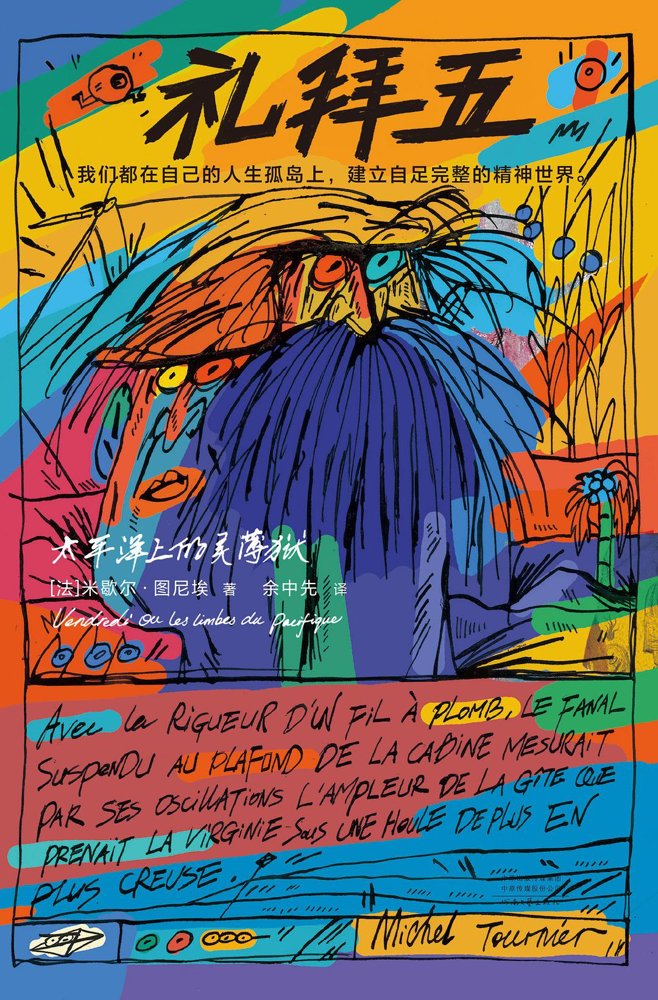 礼拜五
我们都在自己的人生孤岛上，建立自足完整的精神世界。
太平洋上的灵薄狱
[法]米歇尔·图尼埃 著 余中先 译
Vendredi ou les limbes du Pacifique
Avec la RiGUEUR D'UN FiL À PLOMB, LE FANAL
SuspeNDU AU PLAFOND DE LA CABiNE MESURAiT
PAR SES OSCillATiONS L'AMPLEUR DE LA GÎTE QUE
PRENAiT LA ViRGiNiE Sous UNE HOULE DE PLUS EN
PLUS CREUSE.
中原出版传媒集团
中原传媒股份公司
河南文艺出版社
Michel Tournier